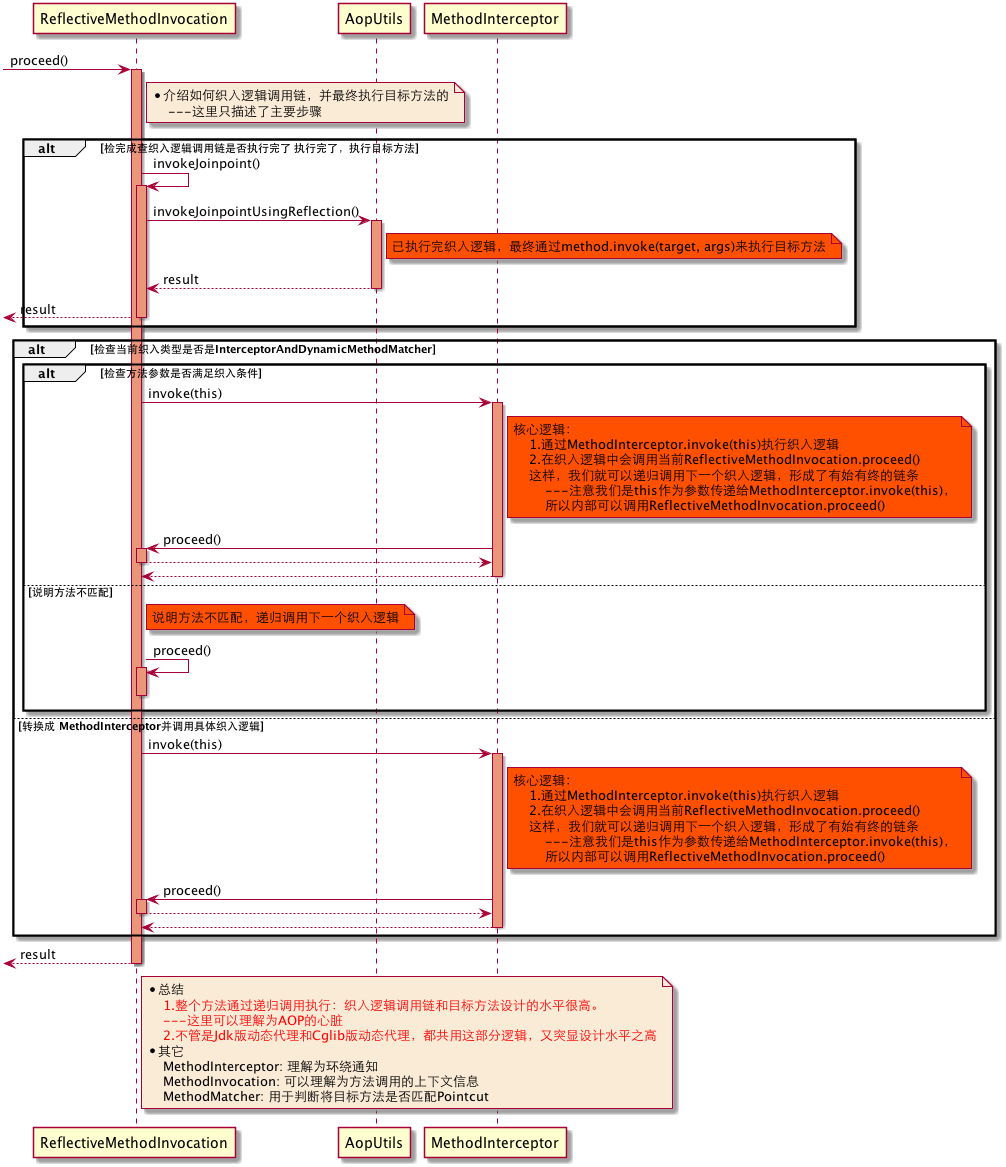 ReflectiveMethodInvocation AopUtils MethodInterceptor
proceed()
•介绍如何织入逻辑调用链，并最终执行目标方法的
---这里只描述了主要步骤
alt [检完成查织入逻辑调用链是否执行完了 执行完了，执行目标方法]
invokeJoinpoint()
invokeJoinpointUsingReflection()
已执行完织入逻辑，最终通过method.invoke(target, args)来执行目标方法
result
result
alt [检查当前织入类型是否是InterceptorAndDynamicMethodMatcher]
alt [检查方法参数是否满足织入条件]
invoke(this)
核心逻辑：
1.通过MethodInterceptor.invoke(this)执行织入逻辑
2.在织入逻辑中会调用当前ReflectiveMethodInvocation.proceed()
这样，我们就可以递归调用下一个织入逻辑，形成了有始有终的链条
---注意我们是this作为参数传递给MethodInterceptor.invoke(this)，
所以内部可以调用ReflectiveMethodInvocation.proceed()
proceed()
[说明方法不匹配]
说明方法不匹配，递归调用下一个织入逻辑
proceed()
[转换成 MethodInterceptor并调用具体织入逻辑]
invoke(this)
核心逻辑：
1.通过MethodInterceptor.invoke(this)执行织入逻辑
2.在织入逻辑中会调用当前ReflectiveMethodInvocation.proceed()
这样，我们就可以递归调用下一个织入逻辑，形成了有始有终的链条
---注意我们是this作为参数传递给MethodInterceptor.invoke(this)，
所以内部可以调用ReflectiveMethodInvocation.proceed()
proceed()
result
•总结
1.整个方法通过递归调用执行：织入逻辑调用链和目标方法设计的水平很高。
---这里可以理解为AOP的心脏
2.不管是Jdk版动态代理和Cglib版动态代理，都共用这部分逻辑，又突显设计水平之高
•其它
MethodInterceptor: 理解为环绕通知
MethodInvocation: 可以理解为方法调用的上下文信息
MethodMatcher: 用于判断将目标方法是否匹配Pointcut
ReflectiveMethodInvocation AopUtils MethodInterceptor